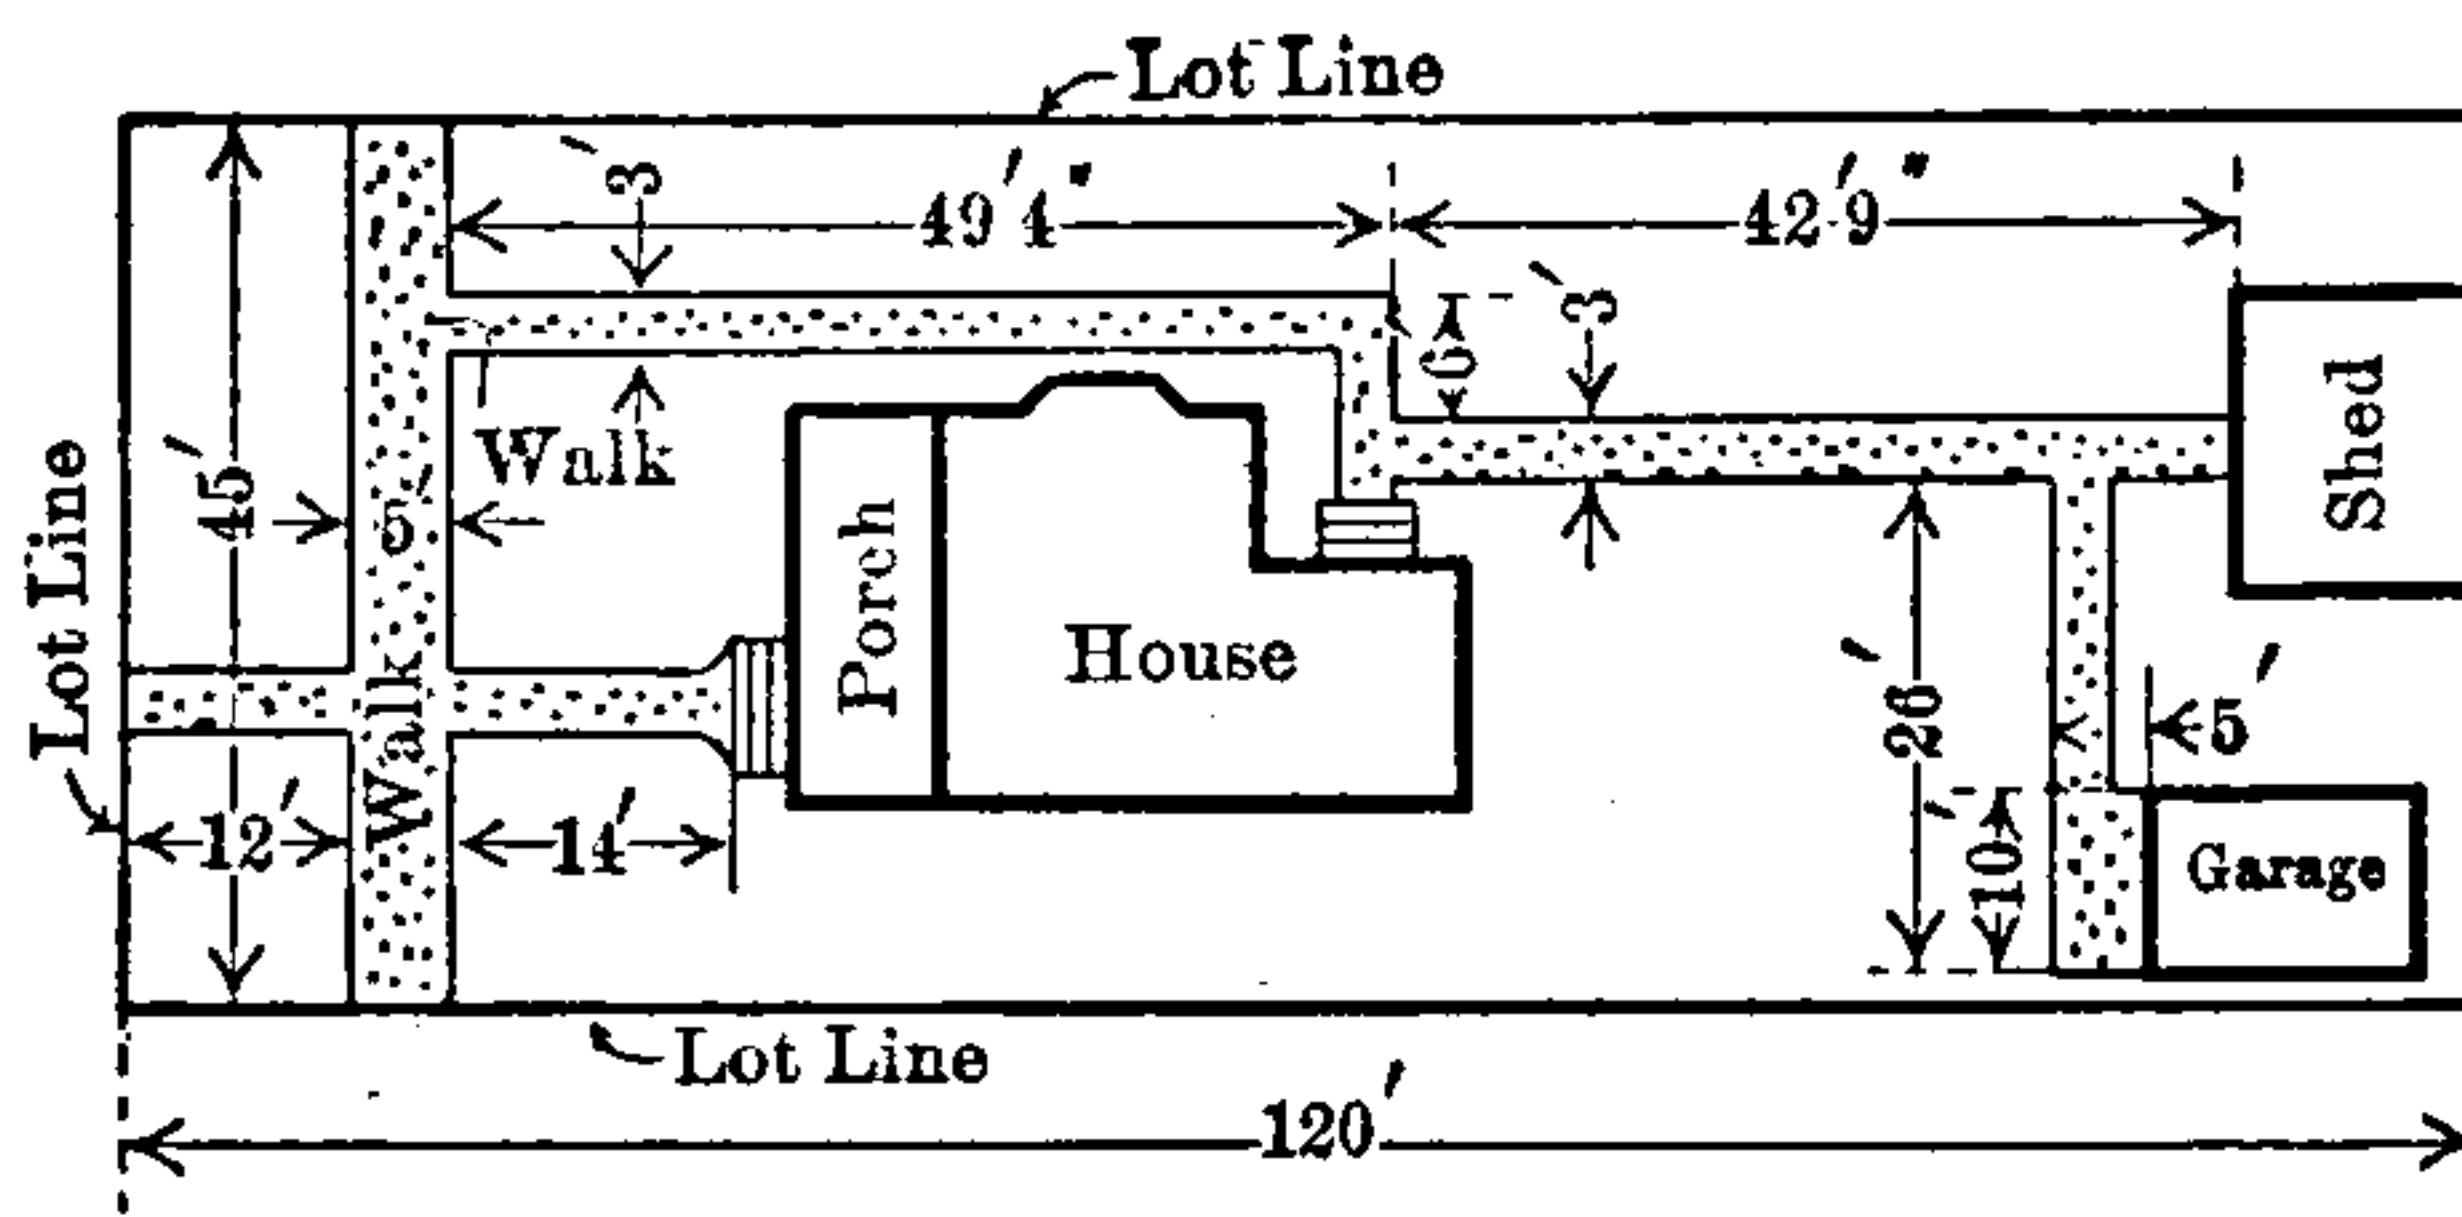 Lot Line
3'
49'4"
42'9"
3'
6'
Walk
45'
5'
Lot Line
Porch
House
Shed
26'
5'
Walk
12'
14'
10'
Garage
Lot Line
120'